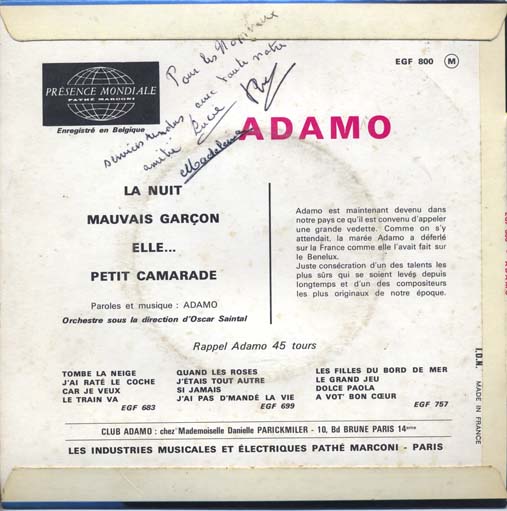 EGF 800 M
PRÉSENCE MONDIALE
PATHÉ MARCONI
Enregistré en Belgique
Pour les
services rendus avec toute notre
amitié Lucie
Madeleine
ADAMO
LA NUIT
MAUVAIS GARÇON
ELLE...
PETIT CAMARADE
Paroles et musique : ADAMO
Orchestre sous la direction d'Oscar Saintal
Adamo est maintenant devenu dans
notre pays ce qu'il est convenu d'appeler
une grande vedette. Comme on s'y
attendait, la marée Adamo a déferlé
sur la France comme elle l'avait fait sur
le Benelux.
Juste consécration d'un des talents les
plus sûrs qui se soient levés depuis
longtemps et d'un des compositeurs
les plus originaux de notre époque.
Rappel Adamo 45 tours
TOMBE LA NEIGE
J'AI RATÉ LE COCHE
CAR JE VEUX
LE TRAIN VA
EGF 683
QUAND LES ROSES
J'ÉTAIS TOUT AUTRE
SI JAMAIS
J'AI PAS D'MANDÉ LA VIE
EGF 699
LES FILLES DU BORD DE MER
LE GRAND JEU
DOLCE PAOLA
A VOT' BON CŒUR
EGF 757
CLUB ADAMO : chez Mademoiselle Danielle PARICKMILER - 10, Bd BRUNE PARIS 14ème
LES INDUSTRIES MUSICALES ET ÉLECTRIQUES PATHÉ MARCONI - PARIS
I.D.N. MADE IN FRANCE